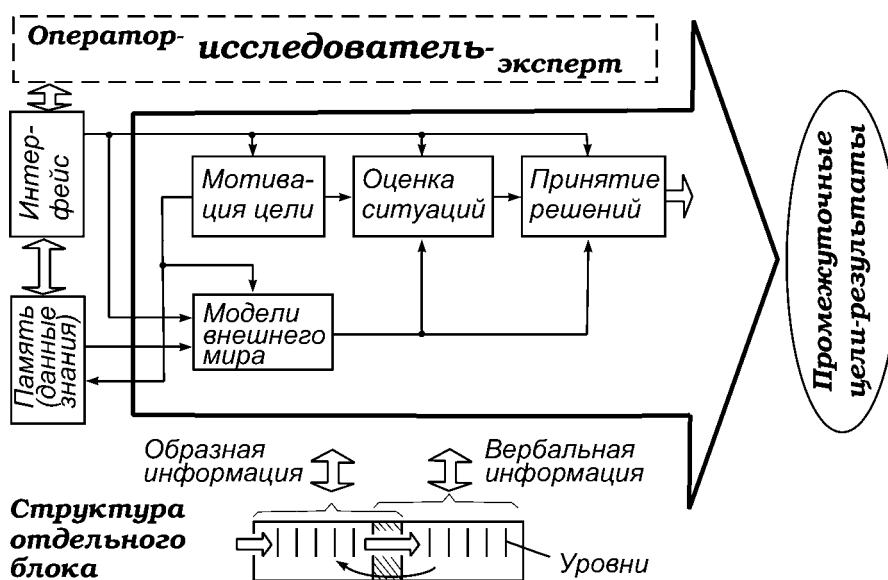 Оператор-исследователь-эксперт
Интер-
фейс
Мотива-
ция цели
Оценка
ситуаций
Принятие
решений
Промежуточные
цели-результаты
Память
(данные
знания)
Модели
внешнего
мира
Образная
информация
Вербальная
информация
Структура
отдельного
блока
Уровни